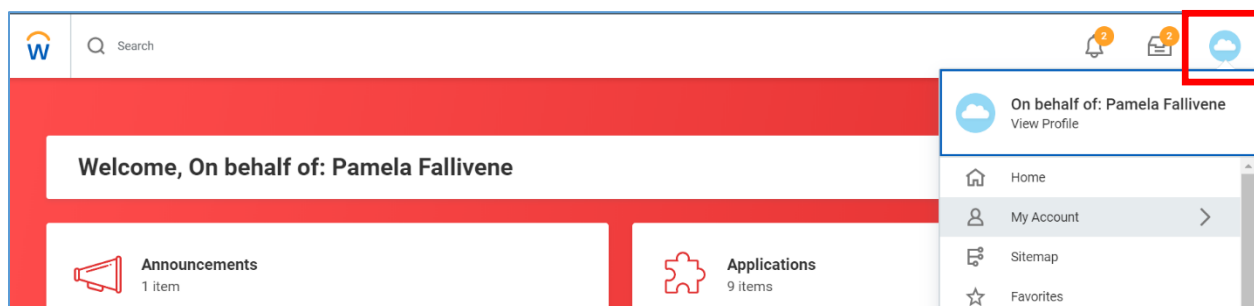 W
Search
2
2
On behalf of: Pamela Fallivene
View Profile
Welcome, On behalf of: Pamela Fallivene
Home
My Account
Sitemap
Favorites
Announcements
1 item
Applications
9 items